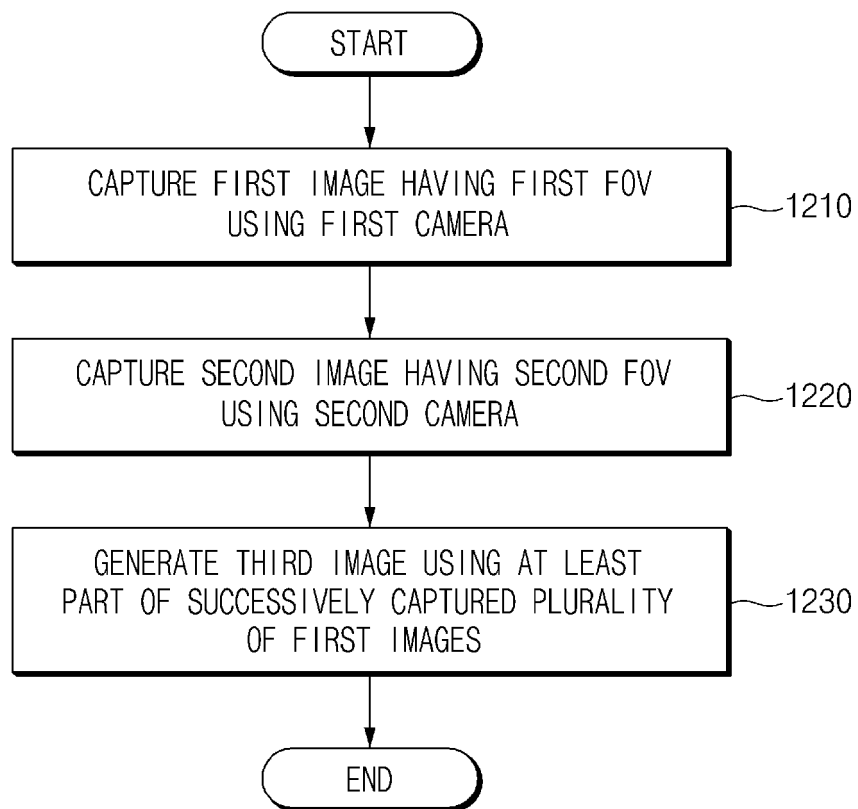 START
CAPTURE FIRST IMAGE HAVING FIRST FOV
USING FIRST CAMERA
1210
CAPTURE SECOND IMAGE HAVING SECOND FOV
USING SECOND CAMERA
1220
GENERATE THIRD IMAGE USING AT LEAST
PART OF SUCCESSIVELY CAPTURED PLURALITY
OF FIRST IMAGES
1230
END